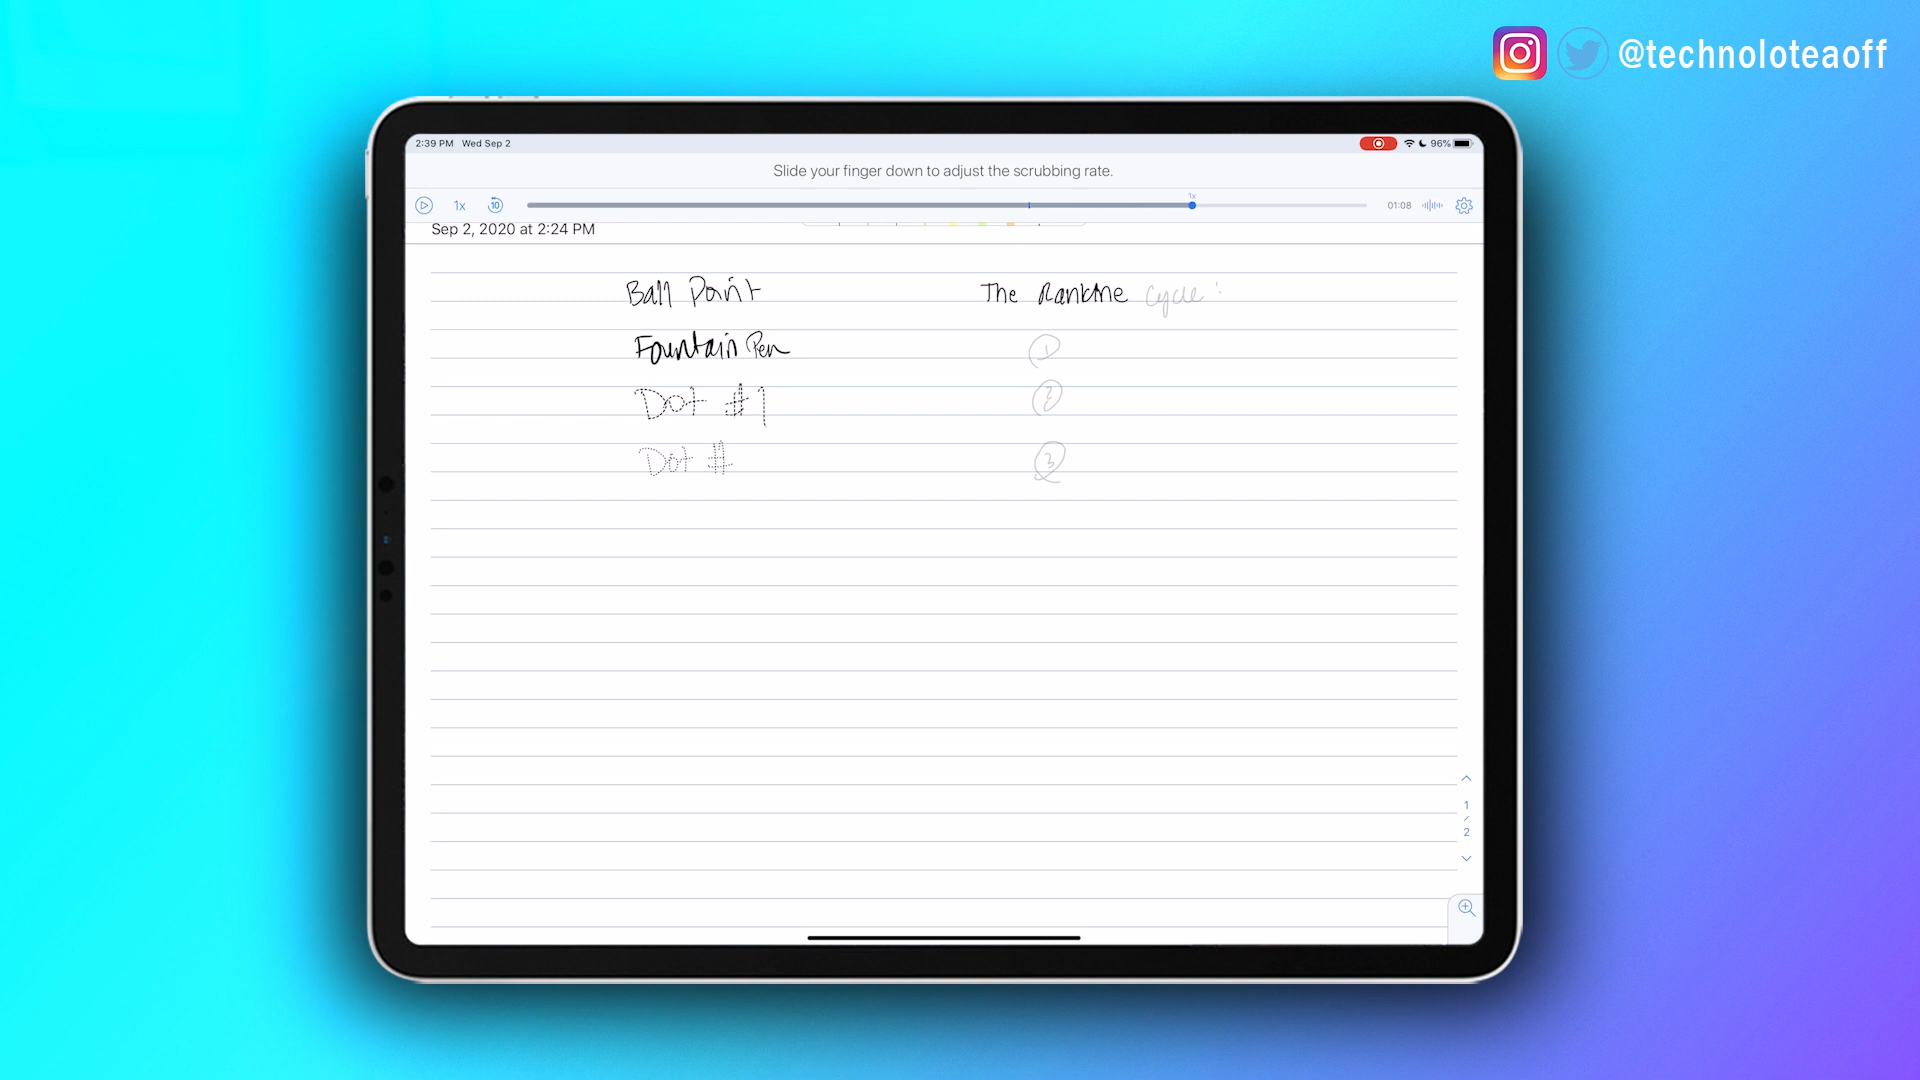 @technoloteaoff
2:39 PM Wed Sep 2
96%
Slide your finger down to adjust the scrubbing rate.
1x
10
1x
01:08
Sep 2, 2020 at 2:24 PM
Ball Point
The Rankine Cycle:
Fountain Pen
1
Dot #1
2
Dot #
3
1
/
2